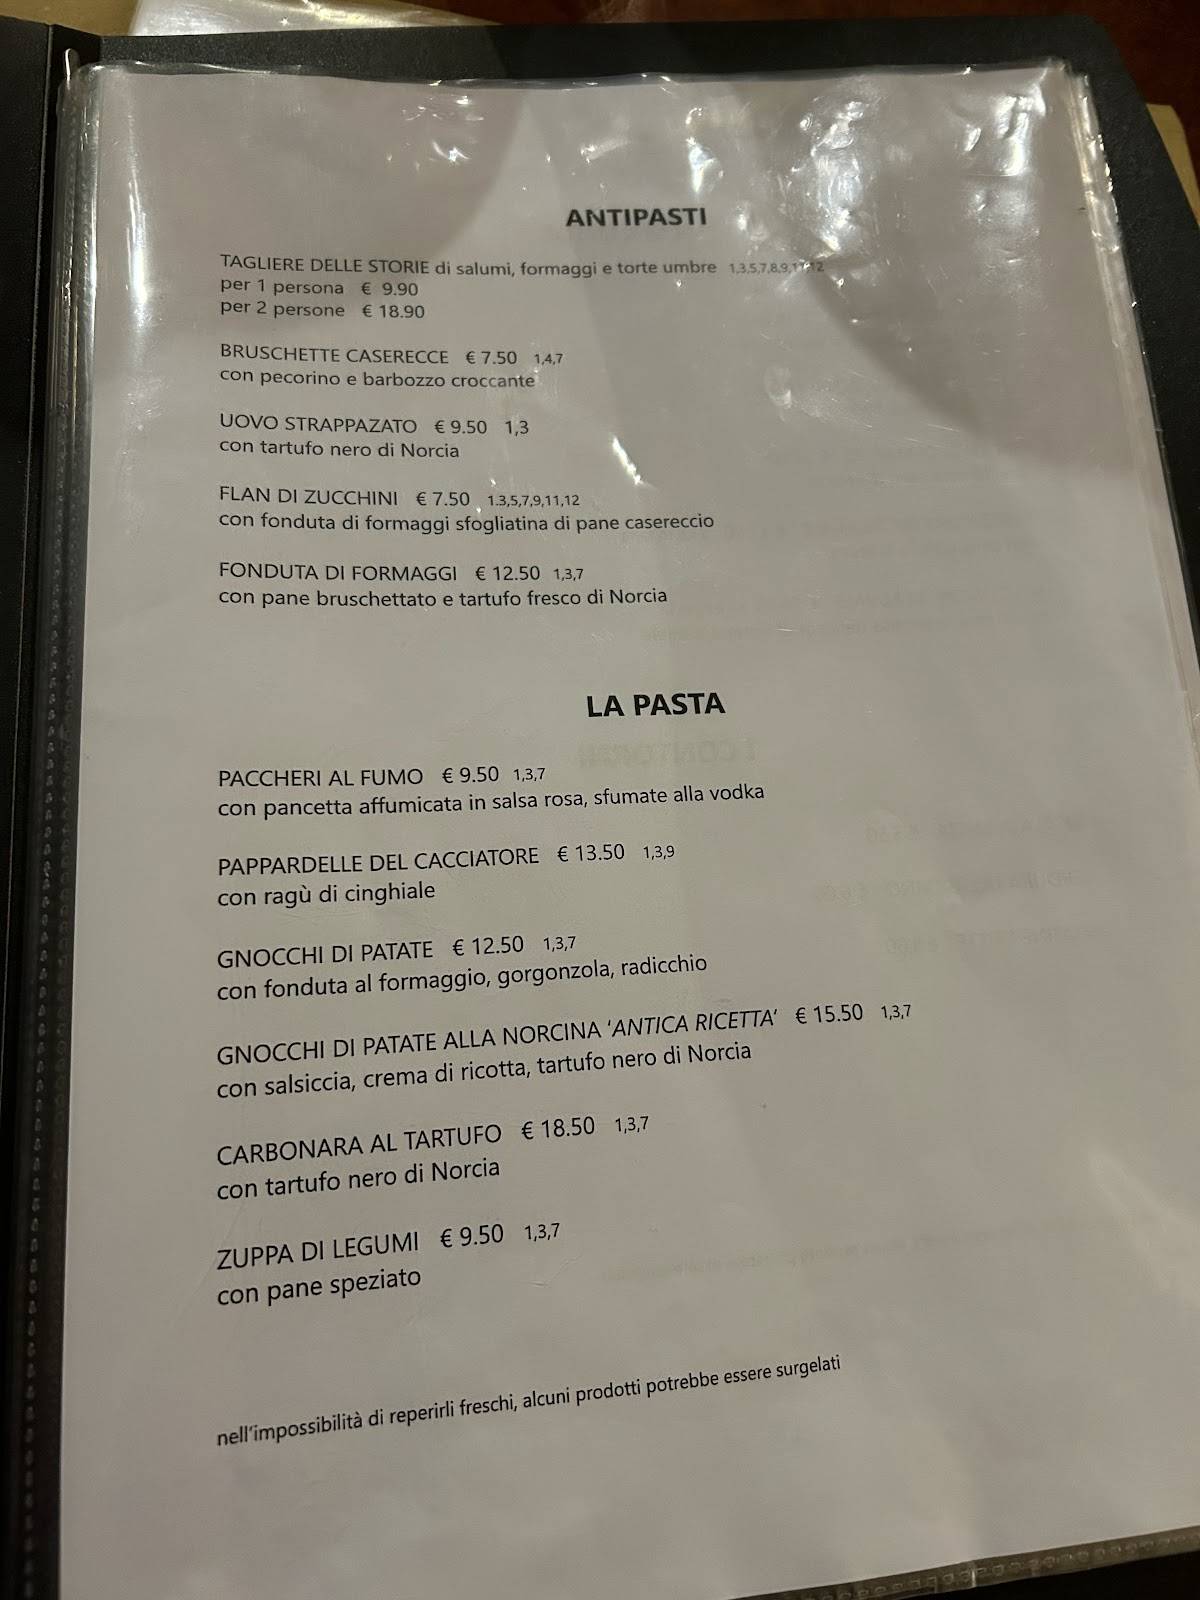 ANTIPASTI
TAGLIERE DELLE STORIE di salumi, formaggi e torte umbre 1,3,5,7,8,9,11,12
per 1 persona € 9.90
per 2 persone € 18.90
BRUSCHETTE CASERECCE € 7.50 1,4,7
con pecorino e barbozzo croccante
UOVO STRAPPAZATO € 9.50 1,3
con tartufo nero di Norcia
FLAN DI ZUCCHINI € 7.50 1.3,5,7,9,11,12
con fonduta di formaggi sfogliatina di pane casereccio
FONDUTA DI FORMAGGI € 12.50 1,3,7
con pane bruschettato e tartufo fresco di Norcia
LA PASTA
PACCHERI AL FUMO € 9.50 1,3,7
con pancetta affumicata in salsa rosa, sfumate alla vodka
PAPPARDELLE DEL CACCIATORE € 13.50 1,3,9
con ragù di cinghiale
GNOCCHI DI PATATE € 12.50 1,3,7
con fonduta al formaggio, gorgonzola, radicchio
GNOCCHI DI PATATE ALLA NORCINA ‘ANTICA RICETTA’ € 15.50 1,3,7
con salsiccia, crema di ricotta, tartufo nero di Norcia
CARBONARA AL TARTUFO € 18.50 1,3,7
con tartufo nero di Norcia
ZUPPA DI LEGUMI € 9.50 1,3,7
con pane speziato
nell’impossibilità di reperirli freschi, alcuni prodotti potrebbe essere surgelati